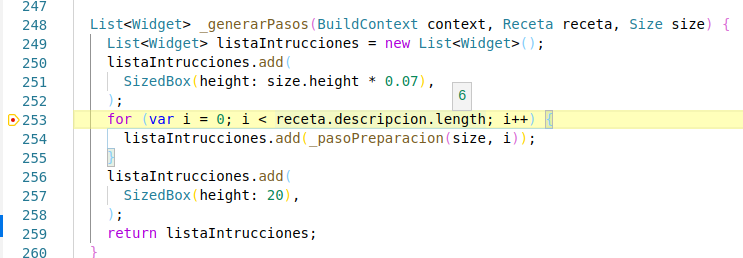 247
248 List<Widget> _generarPasos(BuildContext context, Receta receta, Size size) {
249 List<Widget> listaIntrucciones = new List<Widget>();
250 listaIntrucciones.add(
251 SizedBox(height: size.height * 0.07),
252 );
6
253 for (var i = 0; i < receta.descripcion.length; i++) {
254 listaIntrucciones.add(_pasoPreparacion(size, i));
255 }
256 listaIntrucciones.add(
257 SizedBox(height: 20),
258 );
259 return listaIntrucciones;
260 }